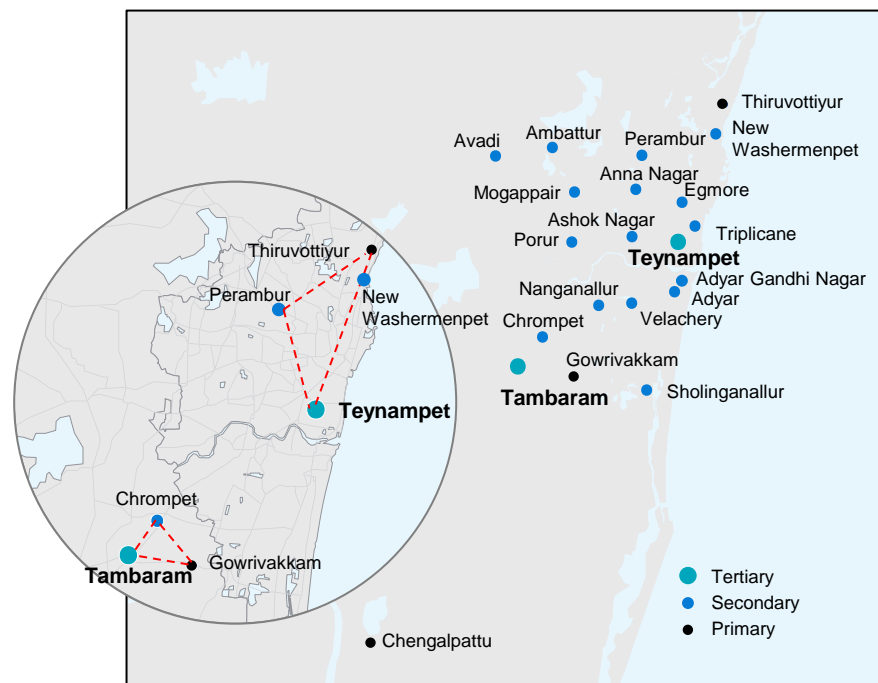 Thiruvottiyur
New
Washermenpet
Avadi
Ambattur
Perambur
Anna Nagar
Mogappair
Egmore
Ashok Nagar
Porur
Triplicane
Teynampet
Adyar Gandhi Nagar
Adyar
Nanganallur
Velachery
Chrompet
Gowrivakkam
Tambaram
Sholinganallur
Thiruvottiyur
Perambur
New
Washermenpet
Teynampet
Chrompet
Gowrivakkam
Tambaram
Chengalpattu
Tertiary
Secondary
Primary